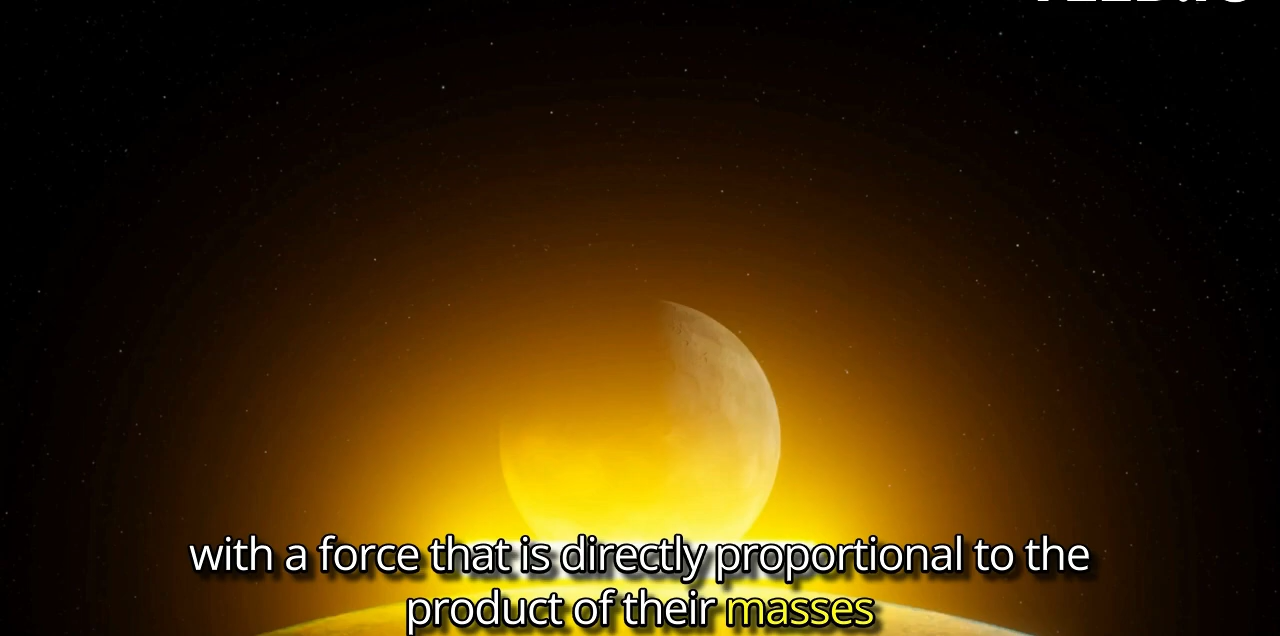 with a force that is directly proportional to the
product of their masses